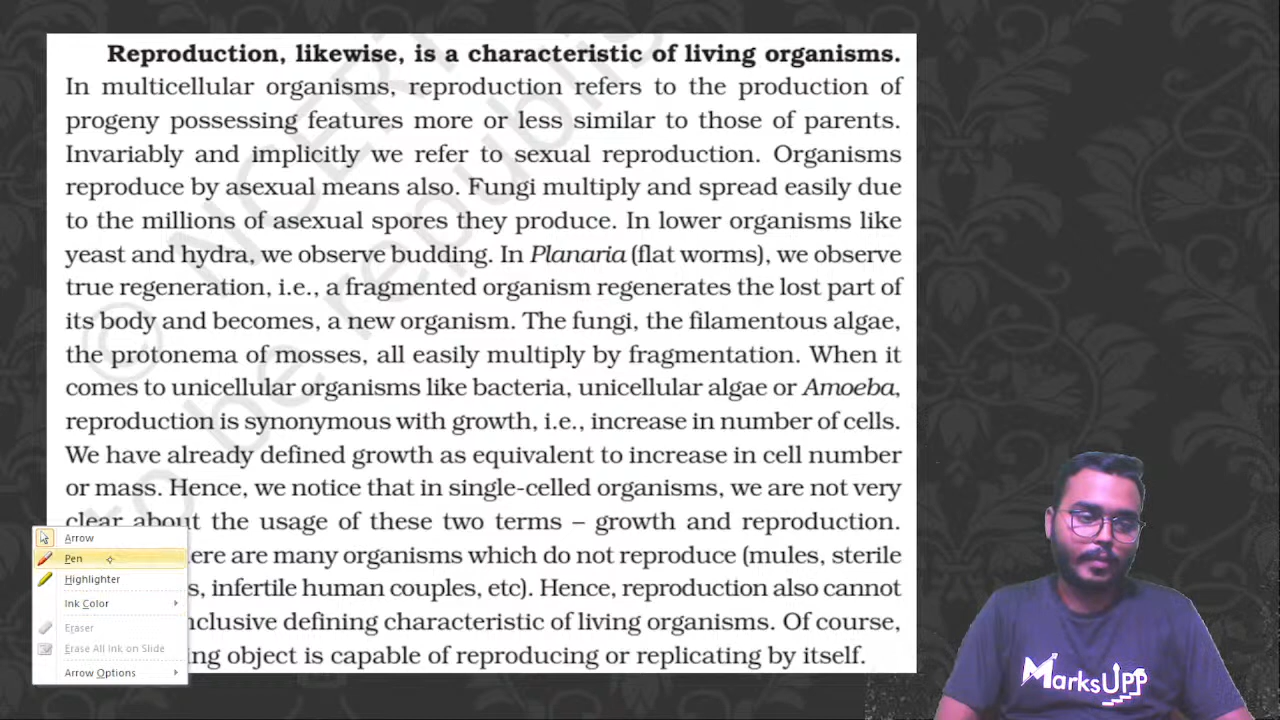 Reproduction, likewise, is a characteristic of living organisms.
In multicellular organisms, reproduction refers to the production of
progeny possessing features more or less similar to those of parents.
Invariably and implicitly we refer to sexual reproduction. Organisms
reproduce by asexual means also. Fungi multiply and spread easily due
to the millions of asexual spores they produce. In lower organisms like
yeast and hydra, we observe budding. In Planaria (flat worms), we observe
true regeneration, i.e., a fragmented organism regenerates the lost part of
its body and becomes, a new organism. The fungi, the filamentous algae,
the protonema of mosses, all easily multiply by fragmentation. When it
comes to unicellular organisms like bacteria, unicellular algae or Amoeba,
reproduction is synonymous with growth, i.e., increase in number of cells.
We have already defined growth as equivalent to increase in cell number
or mass. Hence, we notice that in single-celled organisms, we are not very
clear about the usage of these two terms – growth and reproduction.
ere are many organisms which do not reproduce (mules, sterile
s, infertile human couples, etc). Hence, reproduction also cannot
nclusive defining characteristic of living organisms. Of course,
ng object is capable of reproducing or replicating by itself.
© NCERT
to be republis
Arrow
Pen
Highlighter
Ink Color
Eraser
Erase All Ink on Slide
Arrow Options
MarksUPP